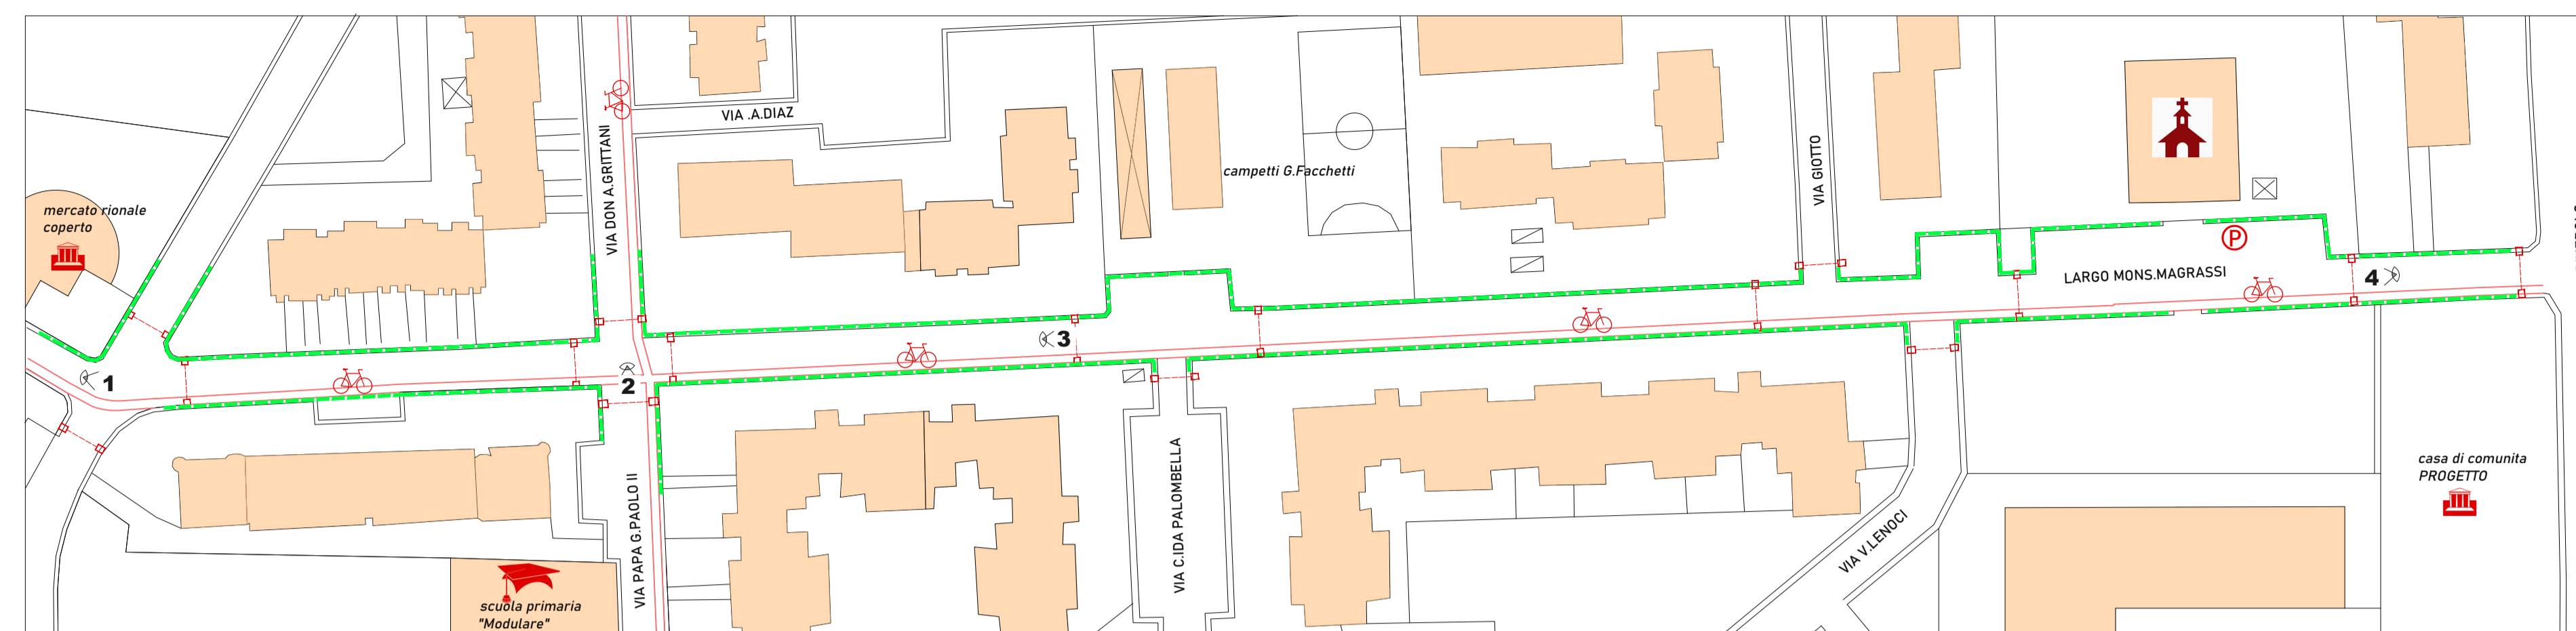 VIA .A.DIAZ
VIA DON A.GRITTANI
campetti G.Facchetti
VIA GIOTTO
mercato rionale
coperto
P
LARGO MONS.MAGRASSI
4
3
1
2
VIA C.IDA PALOMBELLA
VIA PAPA G.PAOLO II
VIA V.LENOCI
casa di comunita
PROGETTO
scuola primaria
"Modulare"